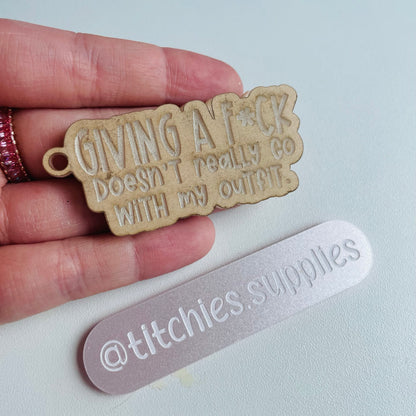 GIVING A F*CK
Doesn't really go
with my outfit.
@titchies.supplies